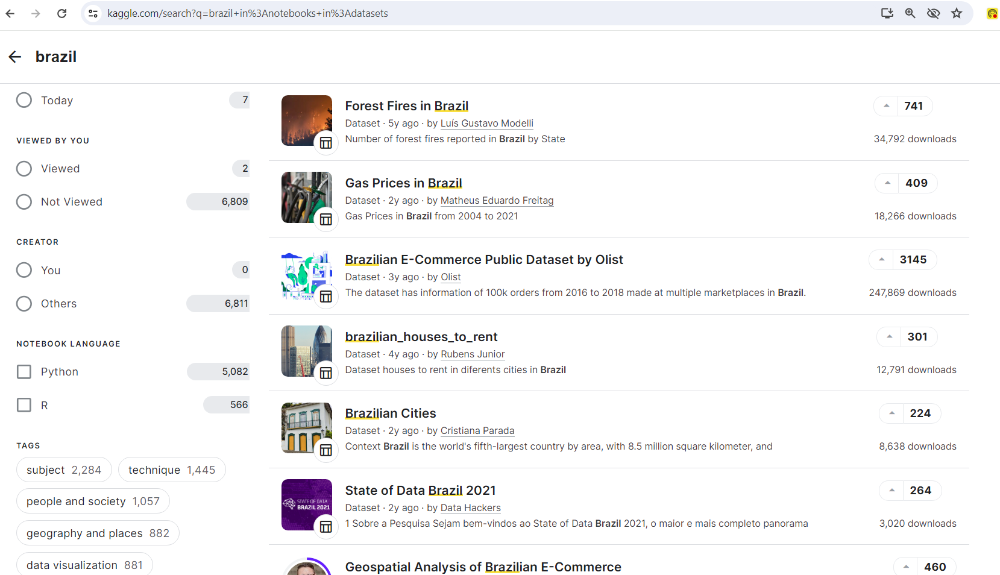 kaggle.com/search?q=brazil+in%3Anotebooks+in%3Adatasets
brazil
Today 7
VIEWED BY YOU
Viewed 2
Not Viewed 6,809
CREATOR
You 0
Others 6,811
NOTEBOOK LANGUAGE
Python 5,082
R 566
TAGS
subject 2,284 technique 1,445
people and society 1,057
geography and places 882
data visualization 881
Forest Fires in Brazil 741
Dataset · 5y ago · by Luís Gustavo Modelli
Number of forest fires reported in Brazil by State 34,792 downloads
Gas Prices in Brazil 409
Dataset · 2y ago · by Matheus Eduardo Freitag
Gas Prices in Brazil from 2004 to 2021 18,266 downloads
Brazilian E-Commerce Public Dataset by Olist 3145
Dataset · 3y ago · by Olist
The dataset has information of 100k orders from 2016 to 2018 made at multiple marketplaces in Brazil. 247,869 downloads
brazilian_houses_to_rent 301
Dataset · 4y ago · by Rubens Junior
Dataset houses to rent in diferents cities in Brazil 12,791 downloads
Brazilian Cities 224
Dataset · 2y ago · by Cristiana Parada
Context Brazil is the world's fifth-largest country by area, with 8.5 million square kilometer, and 8,638 downloads
STATE OF DATA
BRAZIL 2021
State of Data Brazil 2021 264
Dataset · 2y ago · by Data Hackers
1 Sobre a Pesquisa Sejam bem-vindos ao State of Data Brazil 2021, o maior e mais completo panorama 3,020 downloads
Geospatial Analysis of Brazilian E-Commerce 460